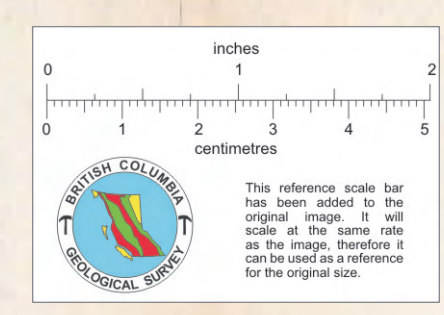 inches
0 1 2
0 1 2 3 4 5
centimetres
BRITISH COLUMBIA
GEOLOGICAL SURVEY
This reference scale bar
has been added to the
original image. It will
scale at the same rate
as the image, therefore it
can be used as a reference
for the original size.